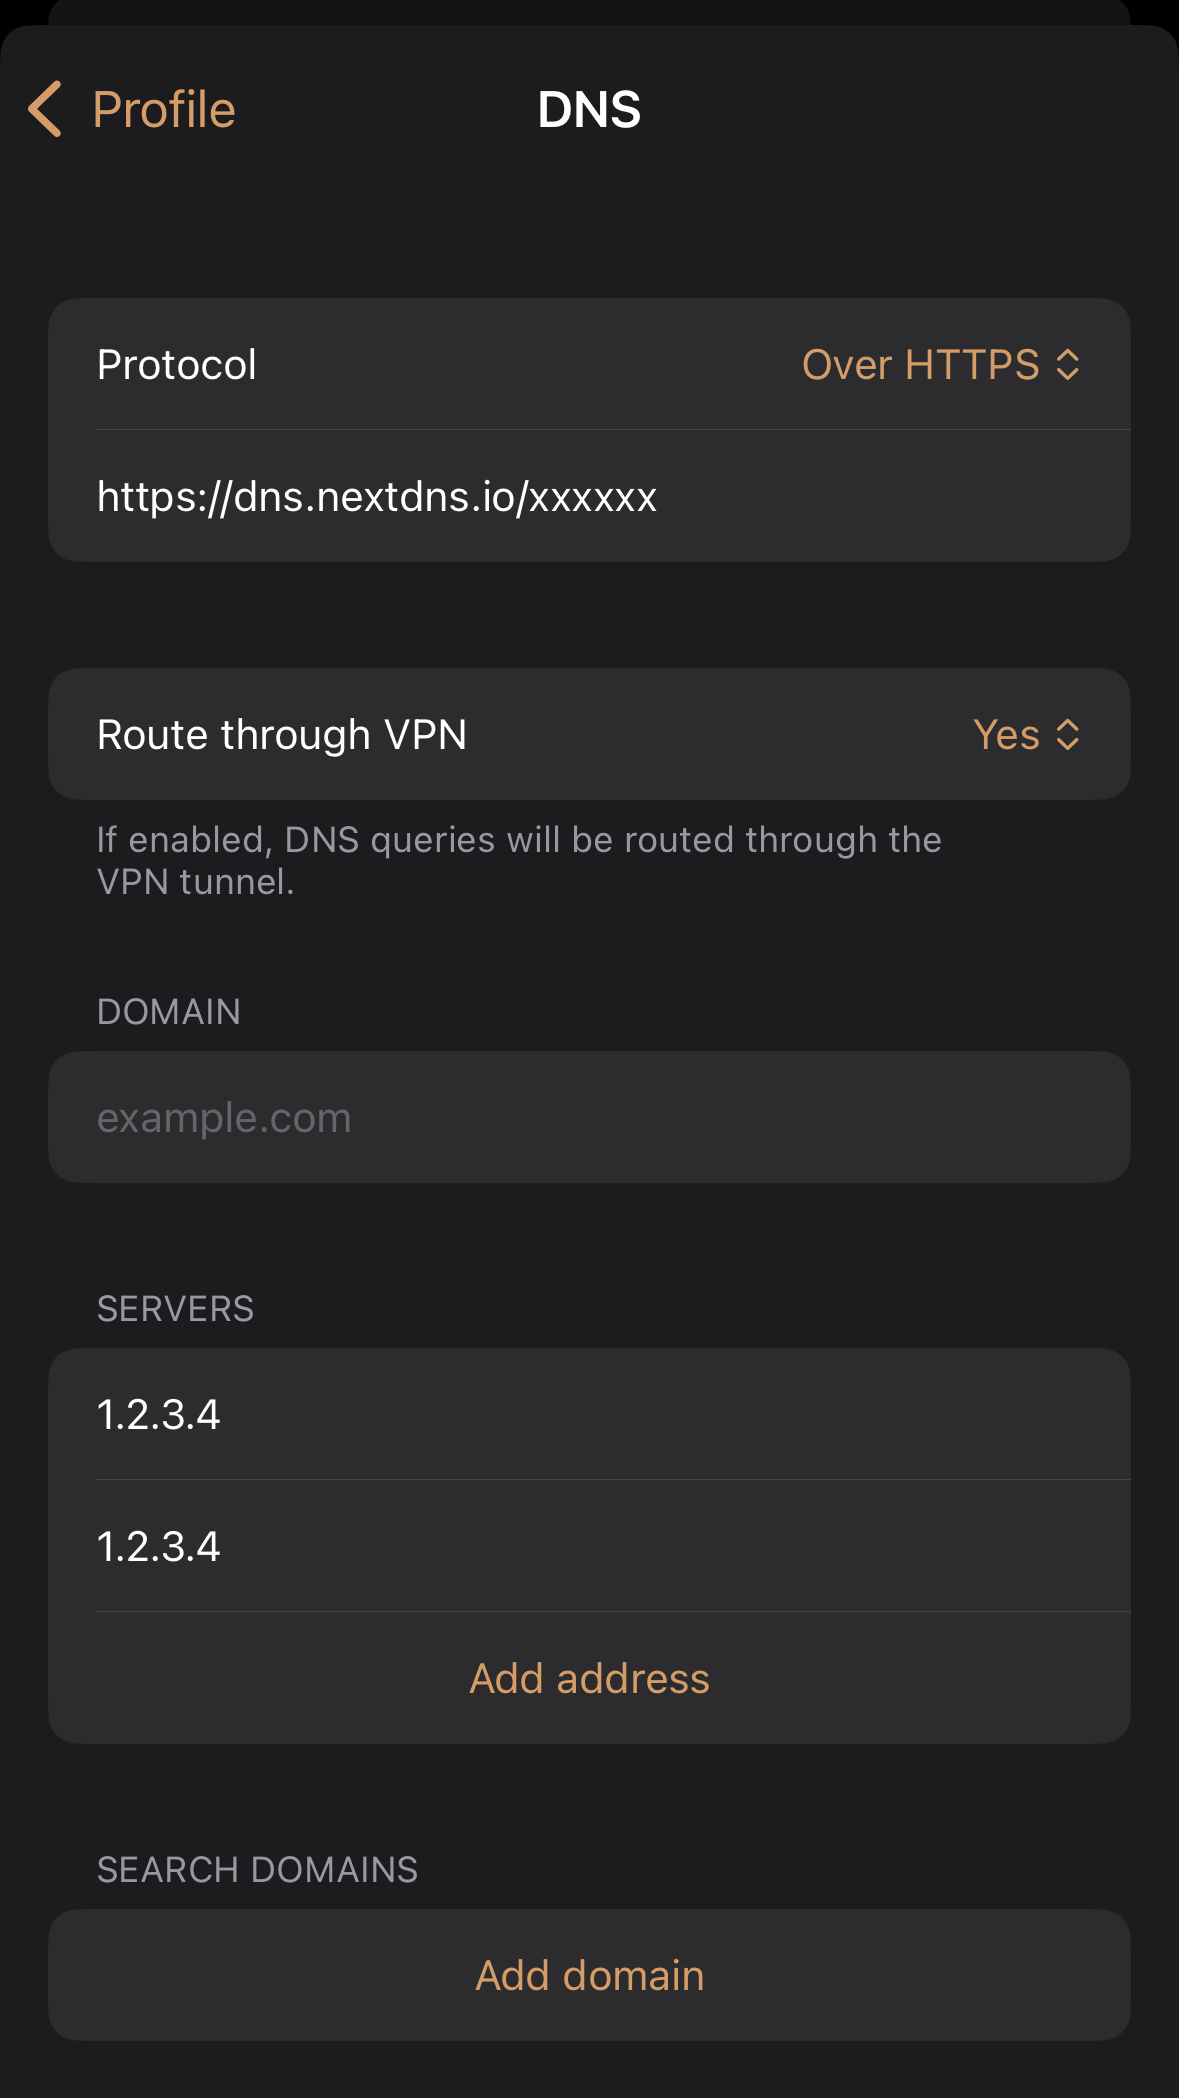 Profile
DNS
Protocol
Over HTTPS
https://dns.nextdns.io/xxxxxx
Route through VPN
Yes
If enabled, DNS queries will be routed through the
VPN tunnel.
DOMAIN
example.com
SERVERS
1.2.3.4
1.2.3.4
Add address
SEARCH DOMAINS
Add domain